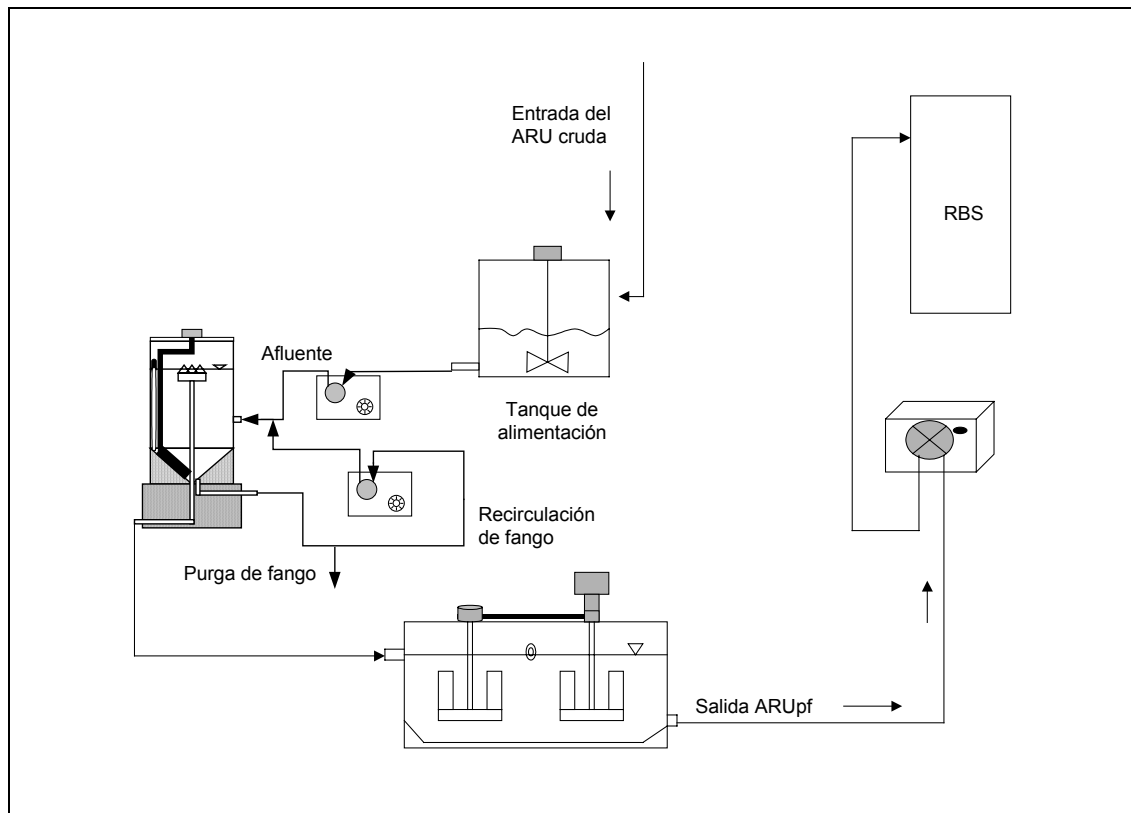 Entrada del
ARU cruda
RBS
Afluente
Tanque de
alimentación
Recirculación
de fango
Purga de fango
Salida ARUpf